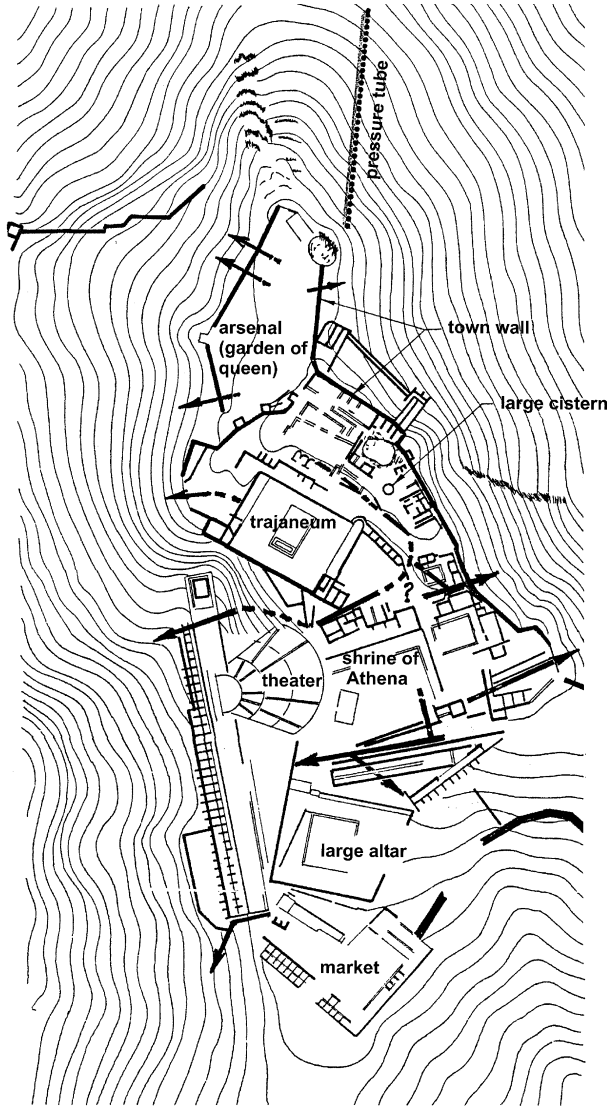 pressure tube
arsenal
(garden of
queen)
town wall
large cistern
trajaneum
?
shrine of
Athena
theater
large altar
market